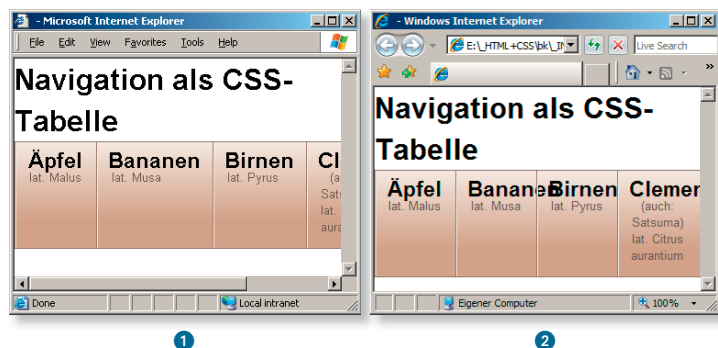 - Microsoft Internet Explorer
File Edit View Favorites Tools Help
Navigation als CSS-
Tabelle
Äpfel Bananen Birnen Cl
lat. Malus lat. Musa lat. Pyrus (a
Sats
lat.
aura
Done Local intranet
1
- Windows Internet Explorer
E:\_HTML+CSS\bk\_I Live Search
Navigation als CSS-
Tabelle
Äpfel Bananen Birnen Clemer
lat. Malus lat. Musa lat. Pyrus (auch:
Satsuma)
lat. Citrus
aurantium
Eigener Computer 100%
2